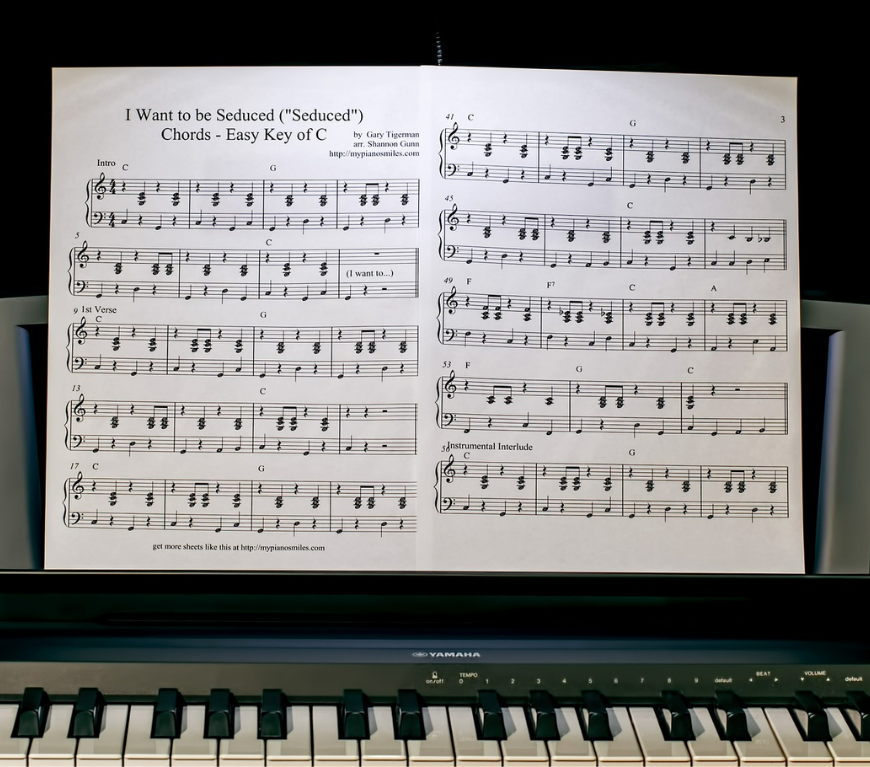 I Want to be Seduced ("Seduced")
Chords - Easy Key of C
by Gary Tigerman
arr. Shannon Gunn
http://mypianosmiles.com
Intro
C G
5
C
(I want to...)
9 1st Verse
C G
13
C
17
C G
get more sheets like this at http://mypianosmiles.com
3
41
C G
45
C
49
F F7 C A
53
F G C
Instrumental Interlude
C G
YAMAHA
on/off TEMPO BEAT VOLUME
0 1 2 3 4 5 6 7 8 9 default default